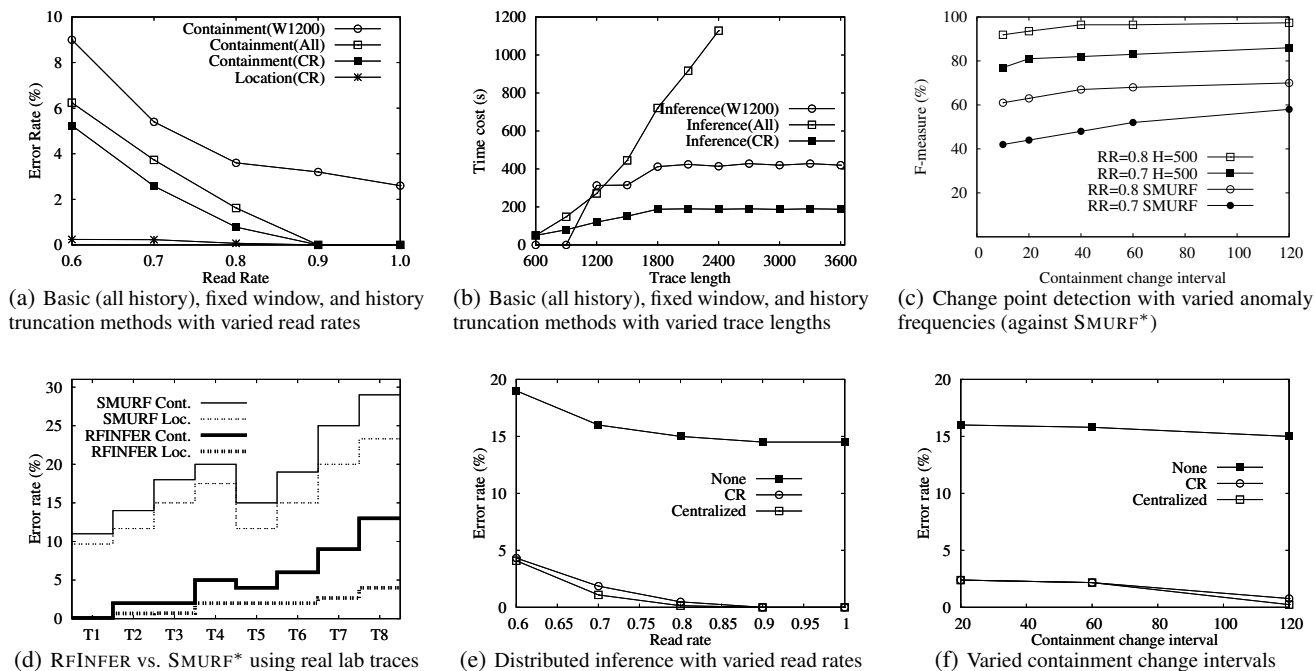 10
8
6
4
2
0
Error Rate (%)
0.6 0.7 0.8 0.9 1.0
Read Rate
Containment(W1200)
Containment(All)
Containment(CR)
Location(CR)
(a) Basic (all history), fixed window, and history
truncation methods with varied read rates
1200
1000
800
600
400
200
0
Time cost (s)
600 1200 1800 2400 3000 3600
Trace length
Inference(W1200)
Inference(All)
Inference(CR)
(b) Basic (all history), fixed window, and history
truncation methods with varied trace lengths
100
80
60
40
20
F-measure (%)
0 20 40 60 80 100 120
Containment change interval
RR=0.8 H=500
RR=0.7 H=500
RR=0.8 SMURF
RR=0.7 SMURF
(c) Change point detection with varied anomaly
frequencies (against SMURF*)
30
25
20
15
10
5
0
Error rate (%)
T1 T2 T3 T4 T5 T6 T7 T8
SMURF Cont.
SMURF Loc.
RFINFER Cont.
RFINFER Loc.
(d) RFINFER vs. SMURF* using real lab traces
20
15
10
5
0
Error rate (%)
0.6 0.65 0.7 0.75 0.8 0.85 0.9 0.95 1
Read rate
None
CR
Centralized
(e) Distributed inference with varied read rates
20
15
10
5
0
Error rate (%)
20 40 60 80 100 120
Containment change interval
None
CR
Centralized
(f) Varied containment change intervals